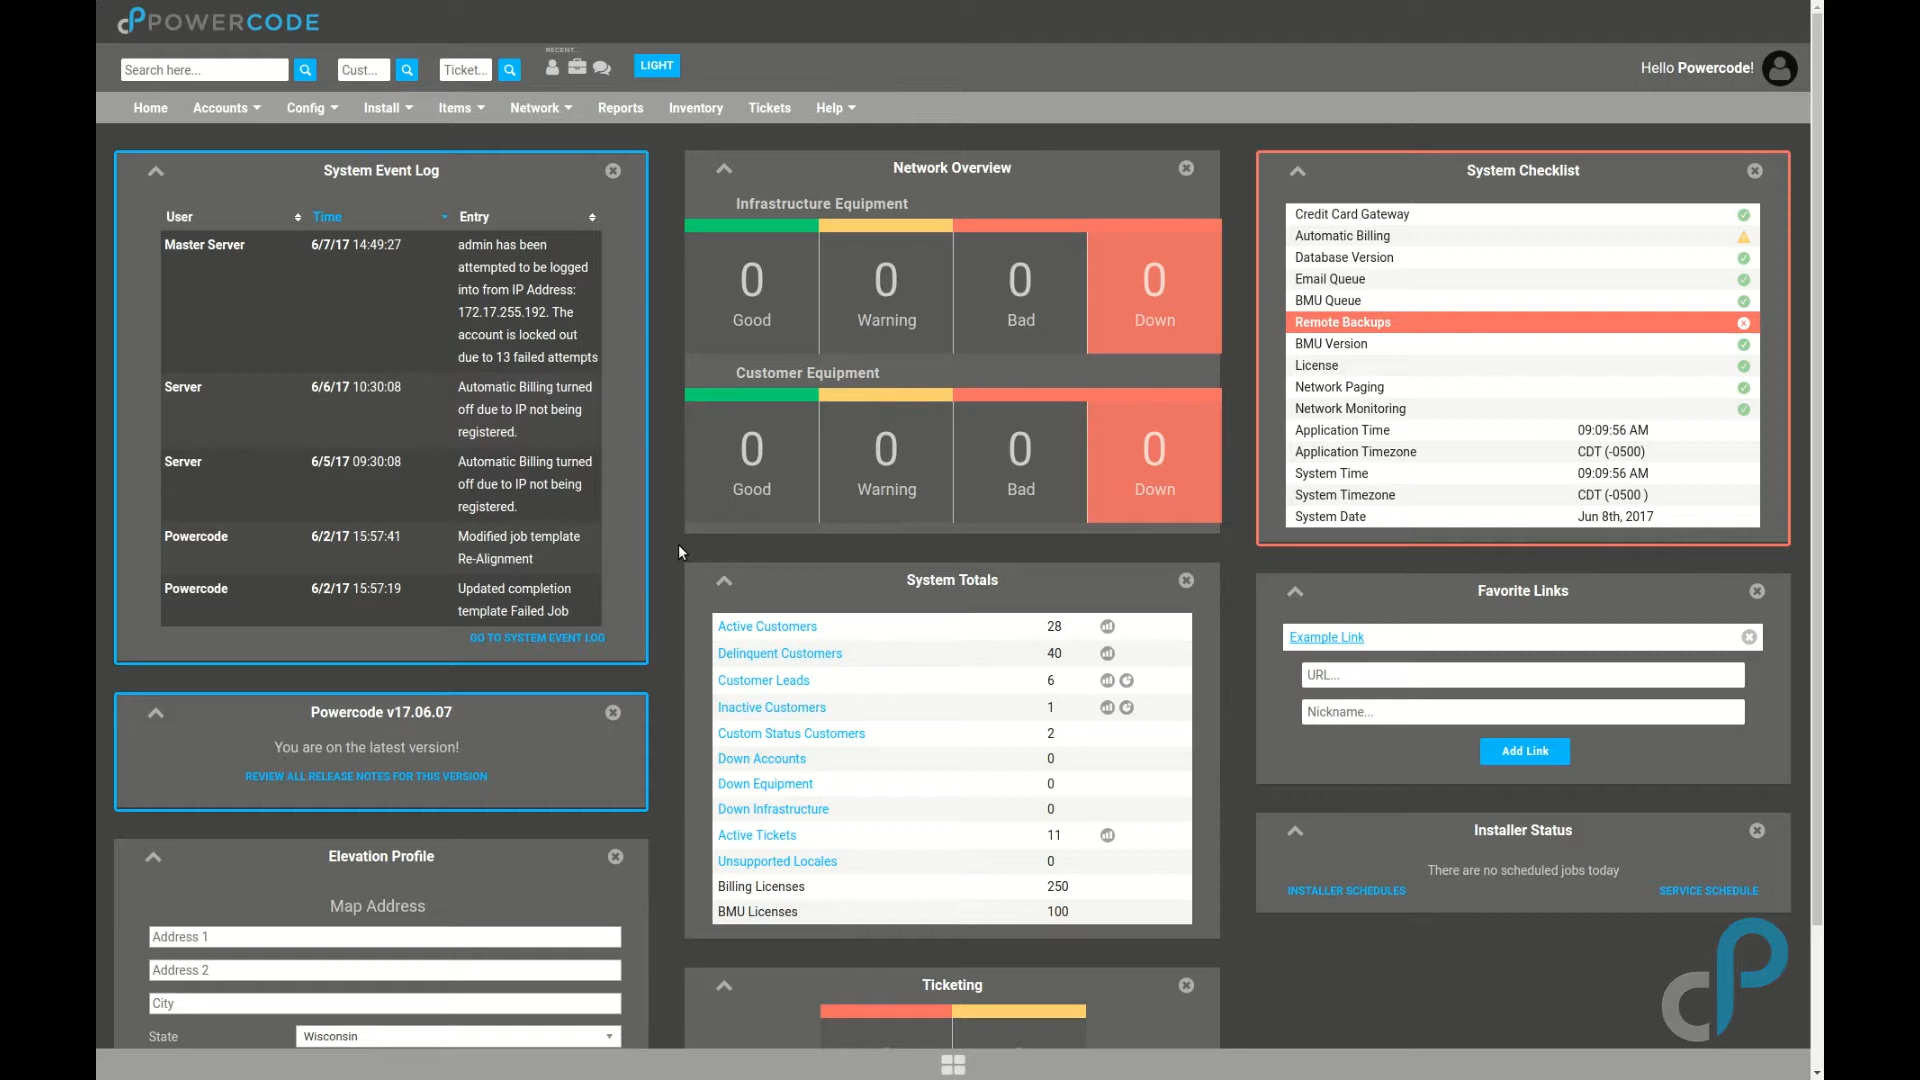 POWERCODE
Search here...
Cust...
Ticket...
RECENT...
LIGHT
Hello Powercode!
Home
Accounts
Config
Install
Items
Network
Reports
Inventory
Tickets
Help
System Event Log
User Time Entry
Master Server 6/7/17 14:49:27 admin has been
attempted to be logged
into from IP Address:
172.17.255.192. The
account is locked out
due to 13 failed attempts
Server 6/6/17 10:30:08 Automatic Billing turned
off due to IP not being
registered.
Server 6/5/17 09:30:08 Automatic Billing turned
off due to IP not being
registered.
Powercode 6/2/17 15:57:41 Modified job template
Re-Alignment
Powercode 6/2/17 15:57:19 Updated completion
template Failed Job
GO TO SYSTEM EVENT LOG
Powercode v17.06.07
You are on the latest version!
REVIEW ALL RELEASE NOTES FOR THIS VERSION
Elevation Profile
Map Address
Address 1
Address 2
City
State Wisconsin
Network Overview
Infrastructure Equipment
0 0 0 0
Good Warning Bad Down
Customer Equipment
0 0 0 0
Good Warning Bad Down
System Totals
Active Customers 28
Delinquent Customers 40
Customer Leads 6
Inactive Customers 1
Custom Status Customers 2
Down Accounts 0
Down Equipment 0
Down Infrastructure 0
Active Tickets 11
Unsupported Locales 0
Billing Licenses 250
BMU Licenses 100
Ticketing
System Checklist
Credit Card Gateway
Automatic Billing
Database Version
Email Queue
BMU Queue
Remote Backups
BMU Version
License
Network Paging
Network Monitoring
Application Time 09:09:56 AM
Application Timezone CDT (-0500)
System Time 09:09:56 AM
System Timezone CDT (-0500 )
System Date Jun 8th, 2017
Favorite Links
Example Link
URL...
Nickname...
Add Link
Installer Status
There are no scheduled jobs today
INSTALLER SCHEDULES SERVICE SCHEDULE